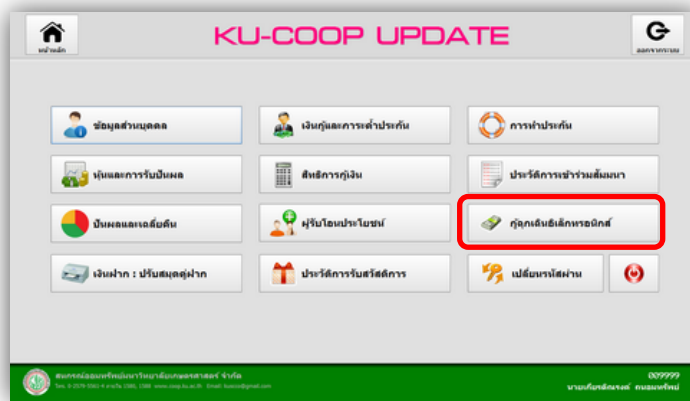 KU-COOP UPDATE
หน้าหลัก
ออกจากระบบ
ข้อมูลส่วนบุคคล
เงินกู้และภาระค้ำประกัน
การทำประกัน
หุ้นและการรับปันผล
สิทธิการกู้เงิน
ประวัติการเข้าร่วมสัมมนา
ปันผลและเฉลี่ยคืน
ผู้รับโอนประโยชน์
กู้ฉุกเฉินอิเล็กทรอนิกส์
เงินฝาก : ปรับสมุดคู่ฝาก
ประวัติการรับสวัสดิการ
เปลี่ยนรหัสผ่าน
สหกรณ์ออมทรัพย์มหาวิทยาลัยเกษตรศาสตร์ จำกัด
009999